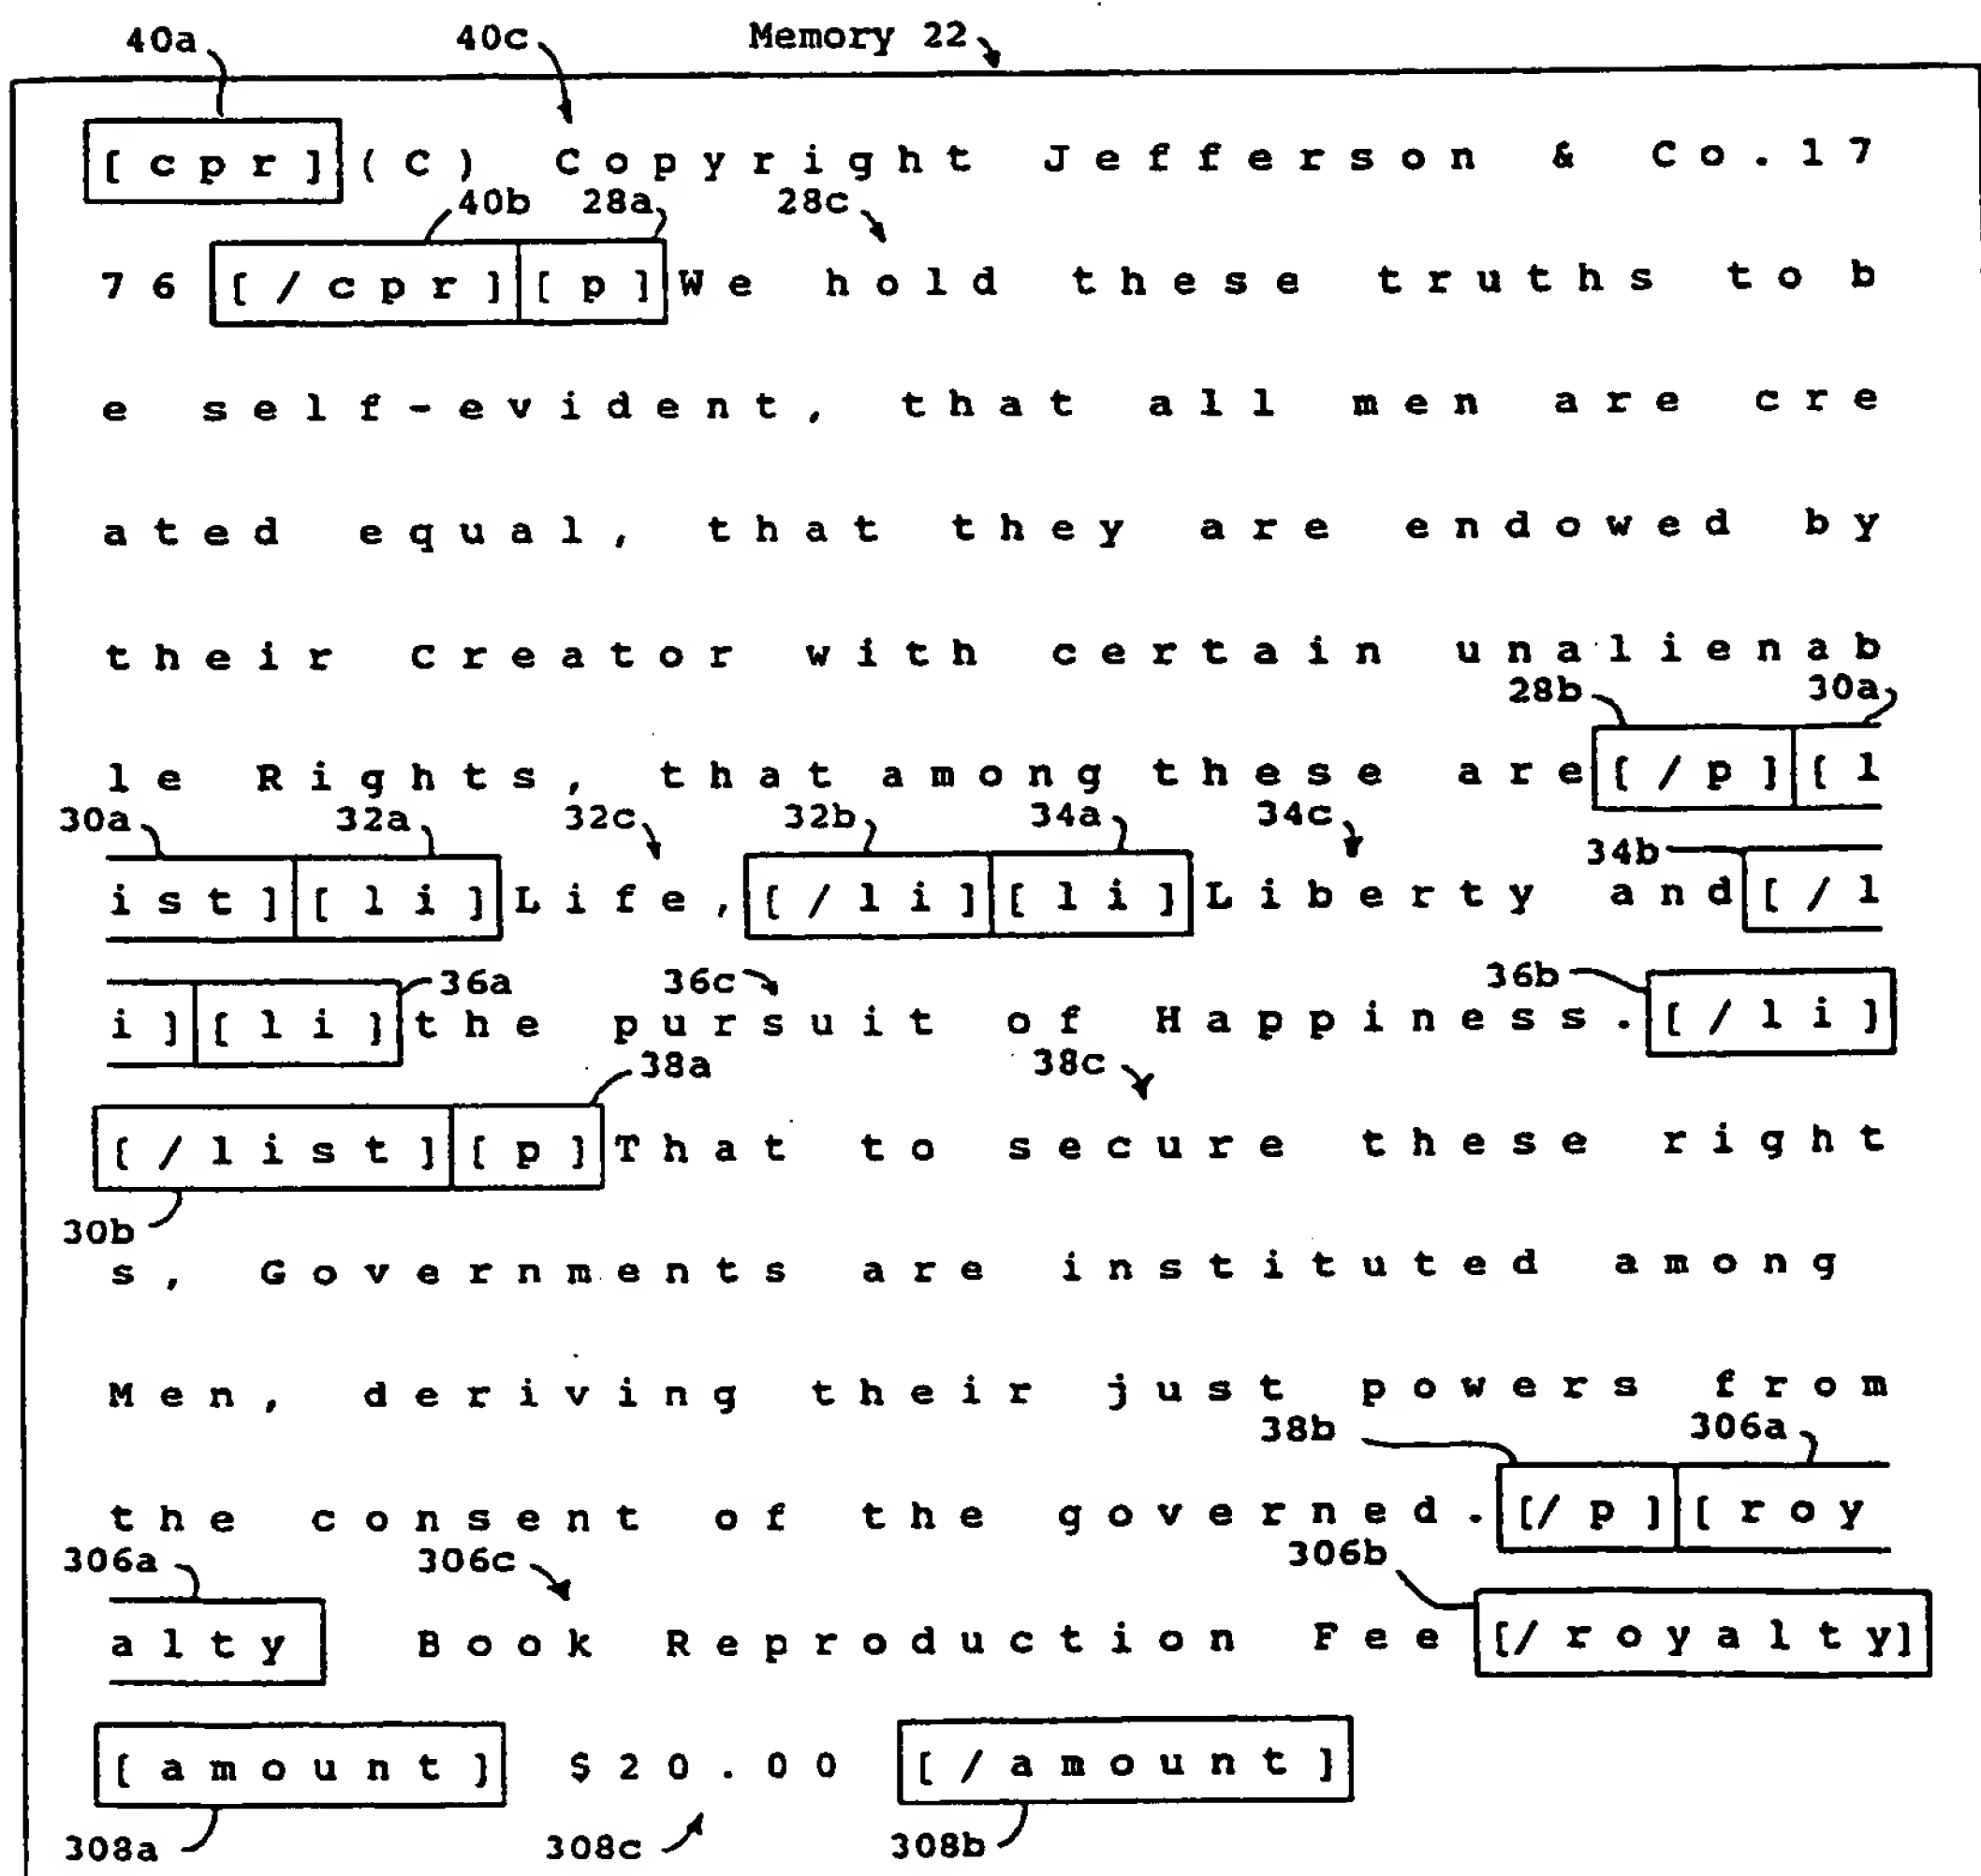 40a 40c Memory 22
[cpr](C) Copyright Jefferson & Co.17
40b 28a 28c
76 [/cpr][p]We hold these truths to b
e self-evident, that all men are cre
ated equal, that they are endowed by
their Creator with certain unalienab
28b 30a
le Rights, that among these are[/p][l
30a 32a 32c 32b 34a 34c 34b
ist][li]Life,[/li][li]Liberty and[/l
36a 36c 36b
i][li]the pursuit of Happiness.[/li]
38a 38c
[/list][p]That to secure these right
30b
s, Governments are instituted among
Men, deriving their just powers from
38b 306a
the consent of the governed.[/p][roy
306a 306c 306b
alty Book Reproduction Fee [/royalty]
[amount] $20.00 [/amount]
308a 308c 308b